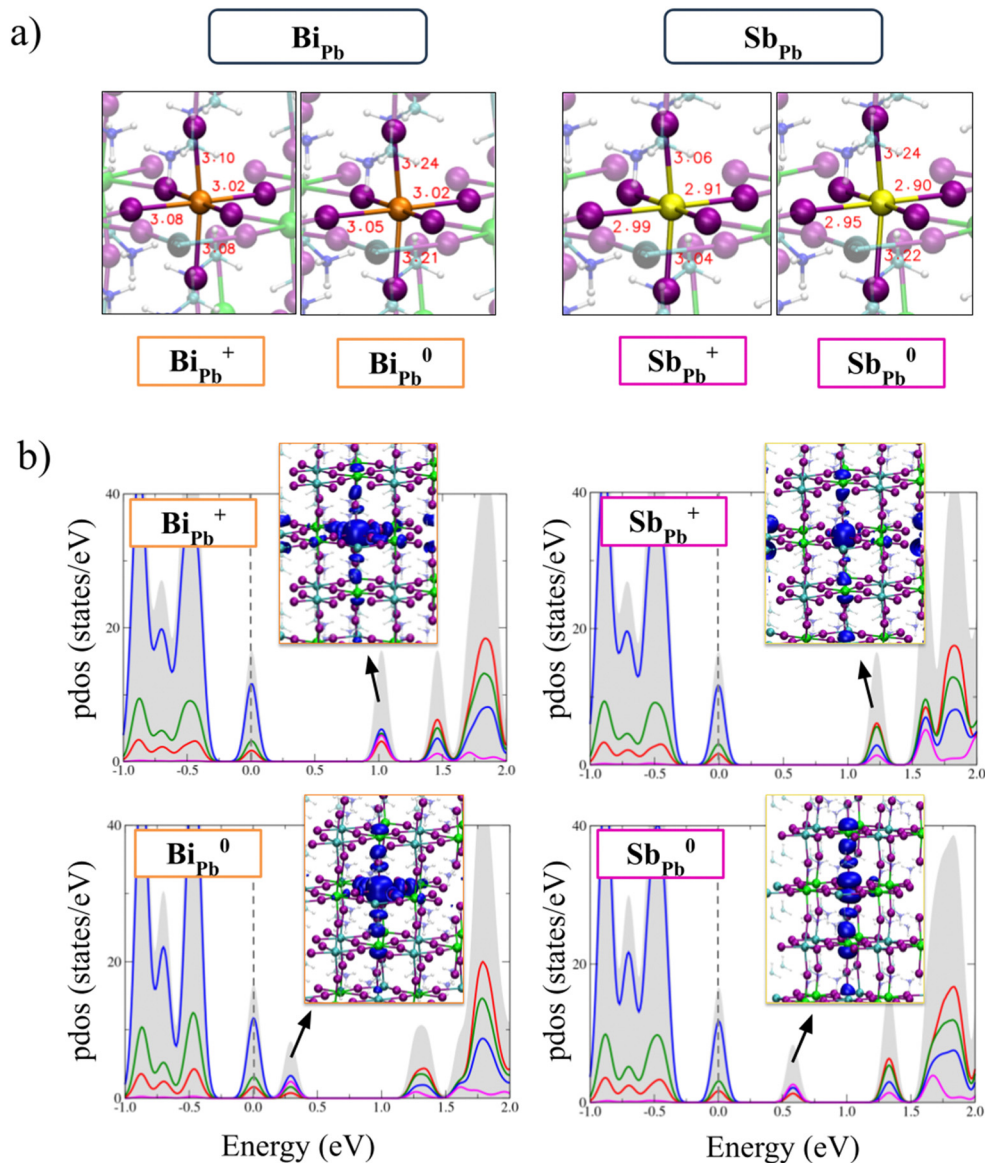 a)
Bi_Pb Sb_Pb
3.10 3.24 3.06 3.24
3.02 3.02 2.91 2.90
3.08 3.05 2.99 2.95
3.08 3.21 3.04 3.22
Bi_Pb^+ Bi_Pb^0 Sb_Pb^+ Sb_Pb^0
b)
Bi_Pb^+
pdos (states/eV)
40
20
0
-1.0 -0.5 0.0 0.5 1.0 1.5 2.0
Sb_Pb^+
pdos (states/eV)
40
20
0
-1.0 -0.5 0.0 0.5 1.0 1.5 2.0
Bi_Pb^0
pdos (states/eV)
40
20
0
-1.0 -0.5 0.0 0.5 1.0 1.5 2.0
Energy (eV)
Sb_Pb^0
pdos (states/eV)
40
20
0
-1.0 -0.5 0.0 0.5 1.0 1.5 2.0
Energy (eV)